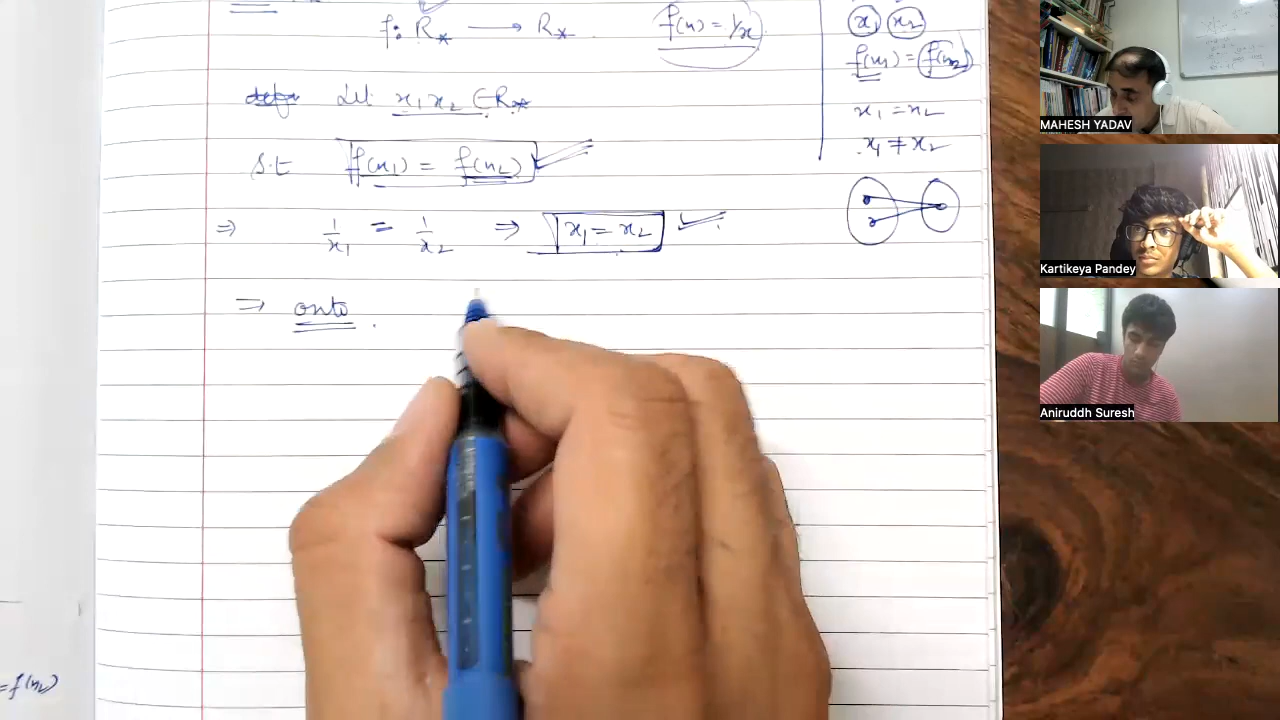 f: R* → R* f(x) = 1/x
Let x1 x2 ∈ R*
S.t f(x1) = f(x2)
⇒ 1/x1 = 1/x2 ⇒ x1 = x2
⇒ onto.
x1 x2
f(x1) = f(x2)
x1 = x2
x1 ≠ x2
= f(x2)
MAHESH YADAV
Kartikeya Pandey
Aniruddh Suresh